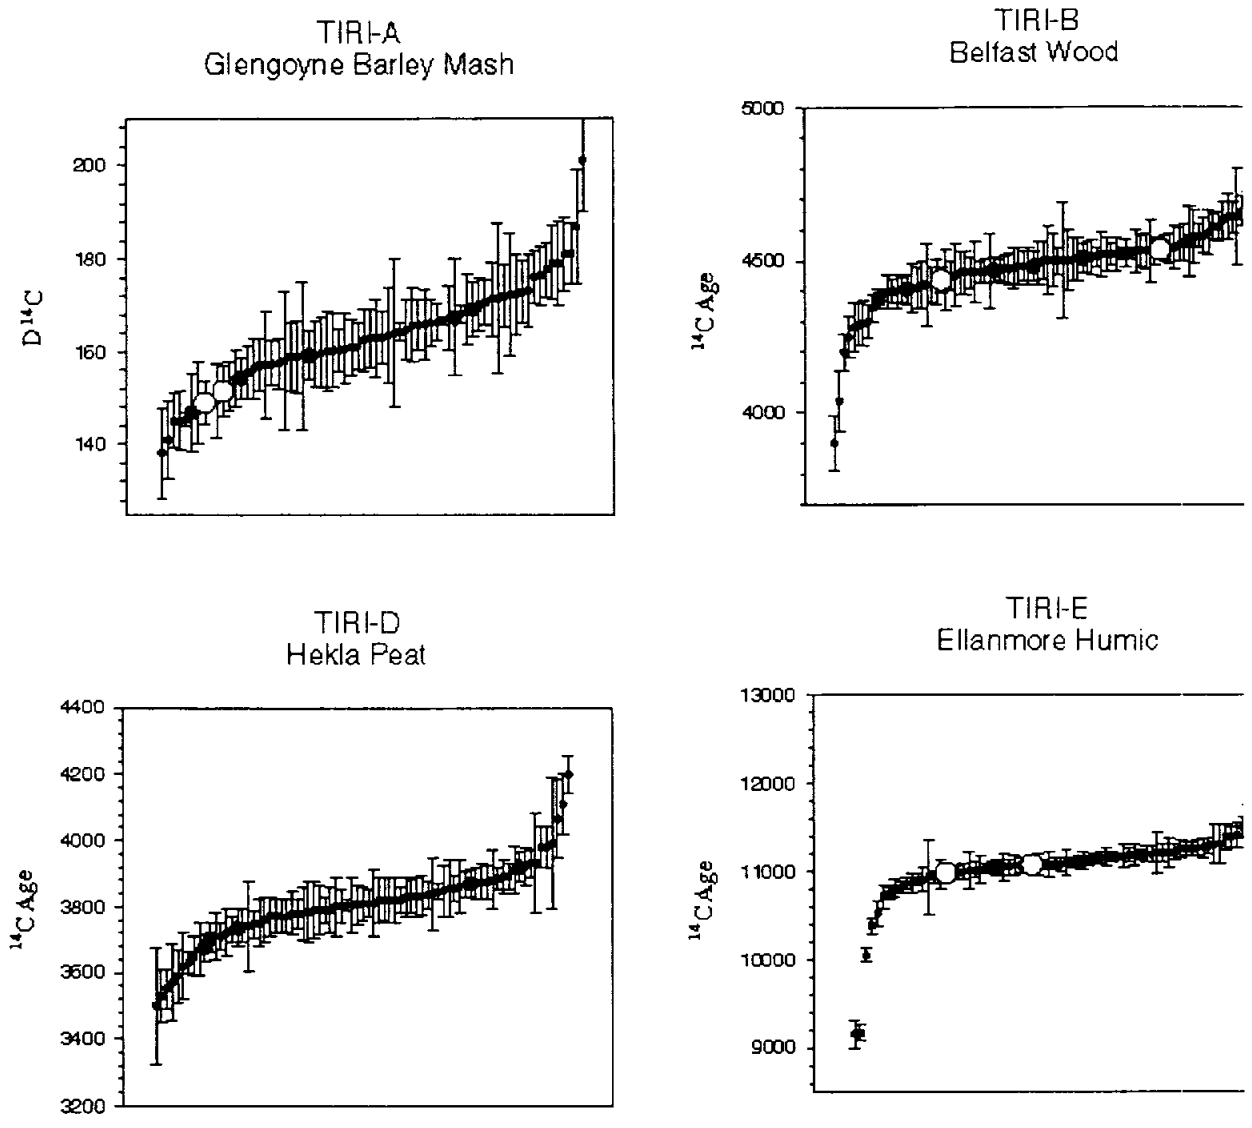 TIRI-A
Glengoyne Barley Mash
200
180
160
140
D¹⁴C
TIRI-B
Belfast Wood
5000
4500
4000
¹⁴C Age
TIRI-D
Hekla Peat
4400
4200
4000
3800
3600
3400
3200
¹⁴C Age
TIRI-E
Ellanmore Humic
13000
12000
11000
10000
9000
¹⁴C Age